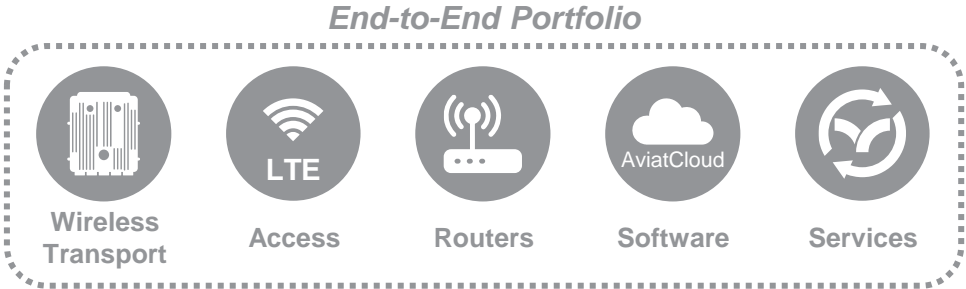 End-to-End Portfolio
LTE
AviatCloud
Wireless
Transport
Access
Routers
Software
Services